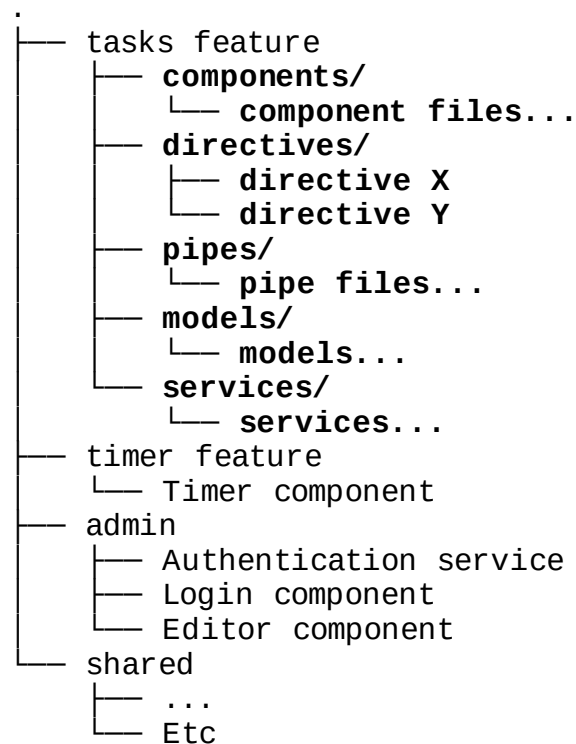 .
├── tasks feature
│   ├── components/
│   │   └── component files...
│   ├── directives/
│   │   ├── directive X
│   │   └── directive Y
│   ├── pipes/
│   │   └── pipe files...
│   ├── models/
│   │   └── models...
│   └── services/
│       └── services...
├── timer feature
│   └── Timer component
├── admin
│   ├── Authentication service
│   ├── Login component
│   └── Editor component
└── shared
    ├── ...
    └── Etc